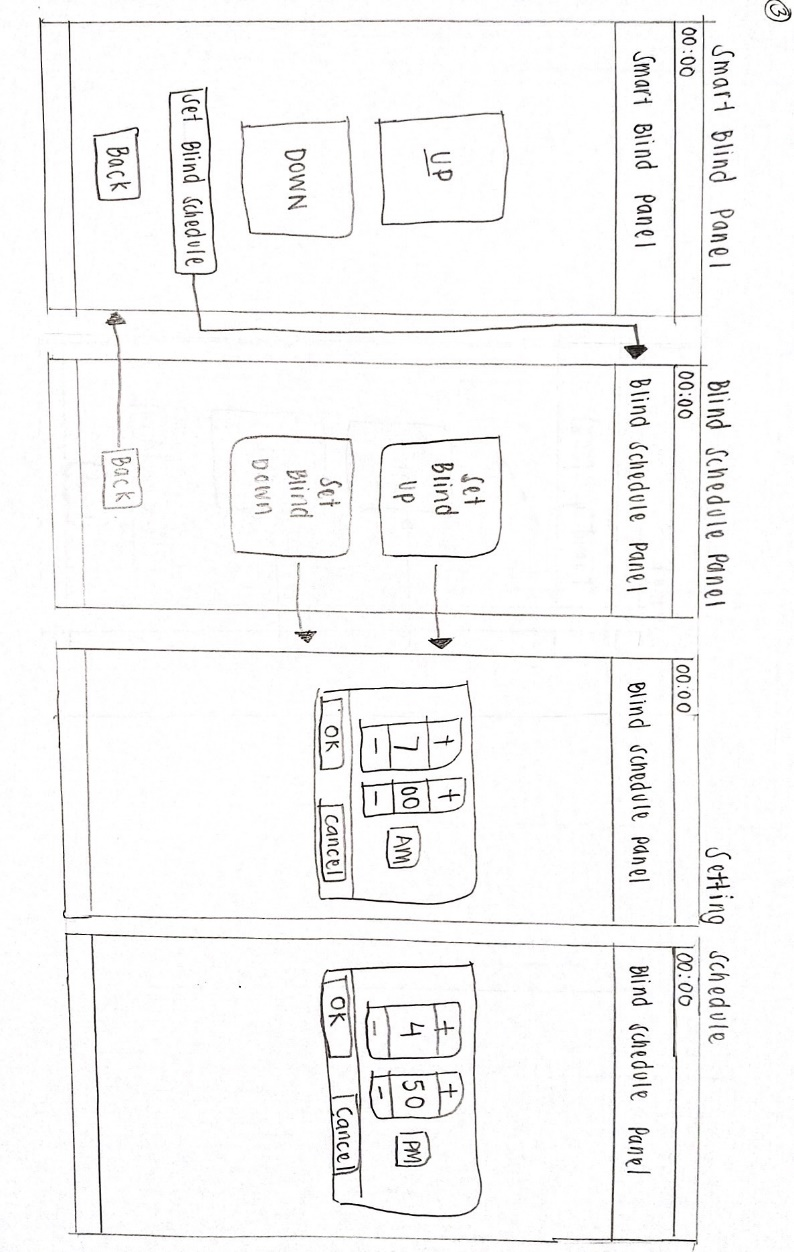 ③
Smart Blind Panel
00:00
Smart Blind Panel
UP
DOWN
Set Blind Schedule
Back
Blind Schedule Panel
00:00
Blind Schedule Panel
Set
Blind
Up
Set
Blind
Down
Back
Setting Schedule
00:00
Blind Schedule Panel
+ +
7 00 AM
- -
OK Cancel
00:00
Blind Schedule Panel
+ +
4 50 PM
- -
OK Cancel